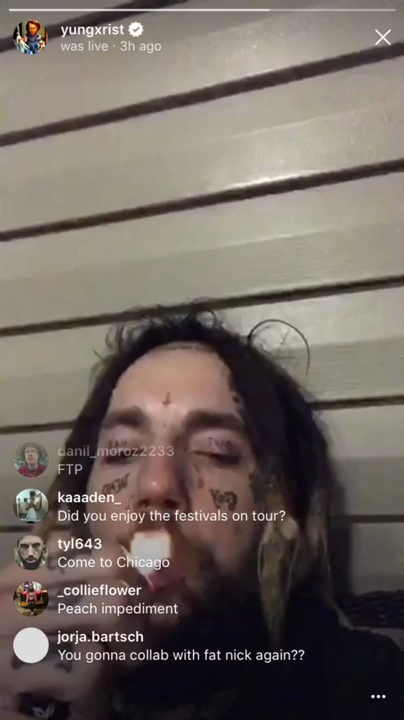 yungxrist
was live · 3h ago
danil_moroz2233
FTP
kaaaden_
Did you enjoy the festivals on tour?
tyl643
Come to Chicago
_collieflower
Peach impediment
jorja.bartsch
You gonna collab with fat nick again??